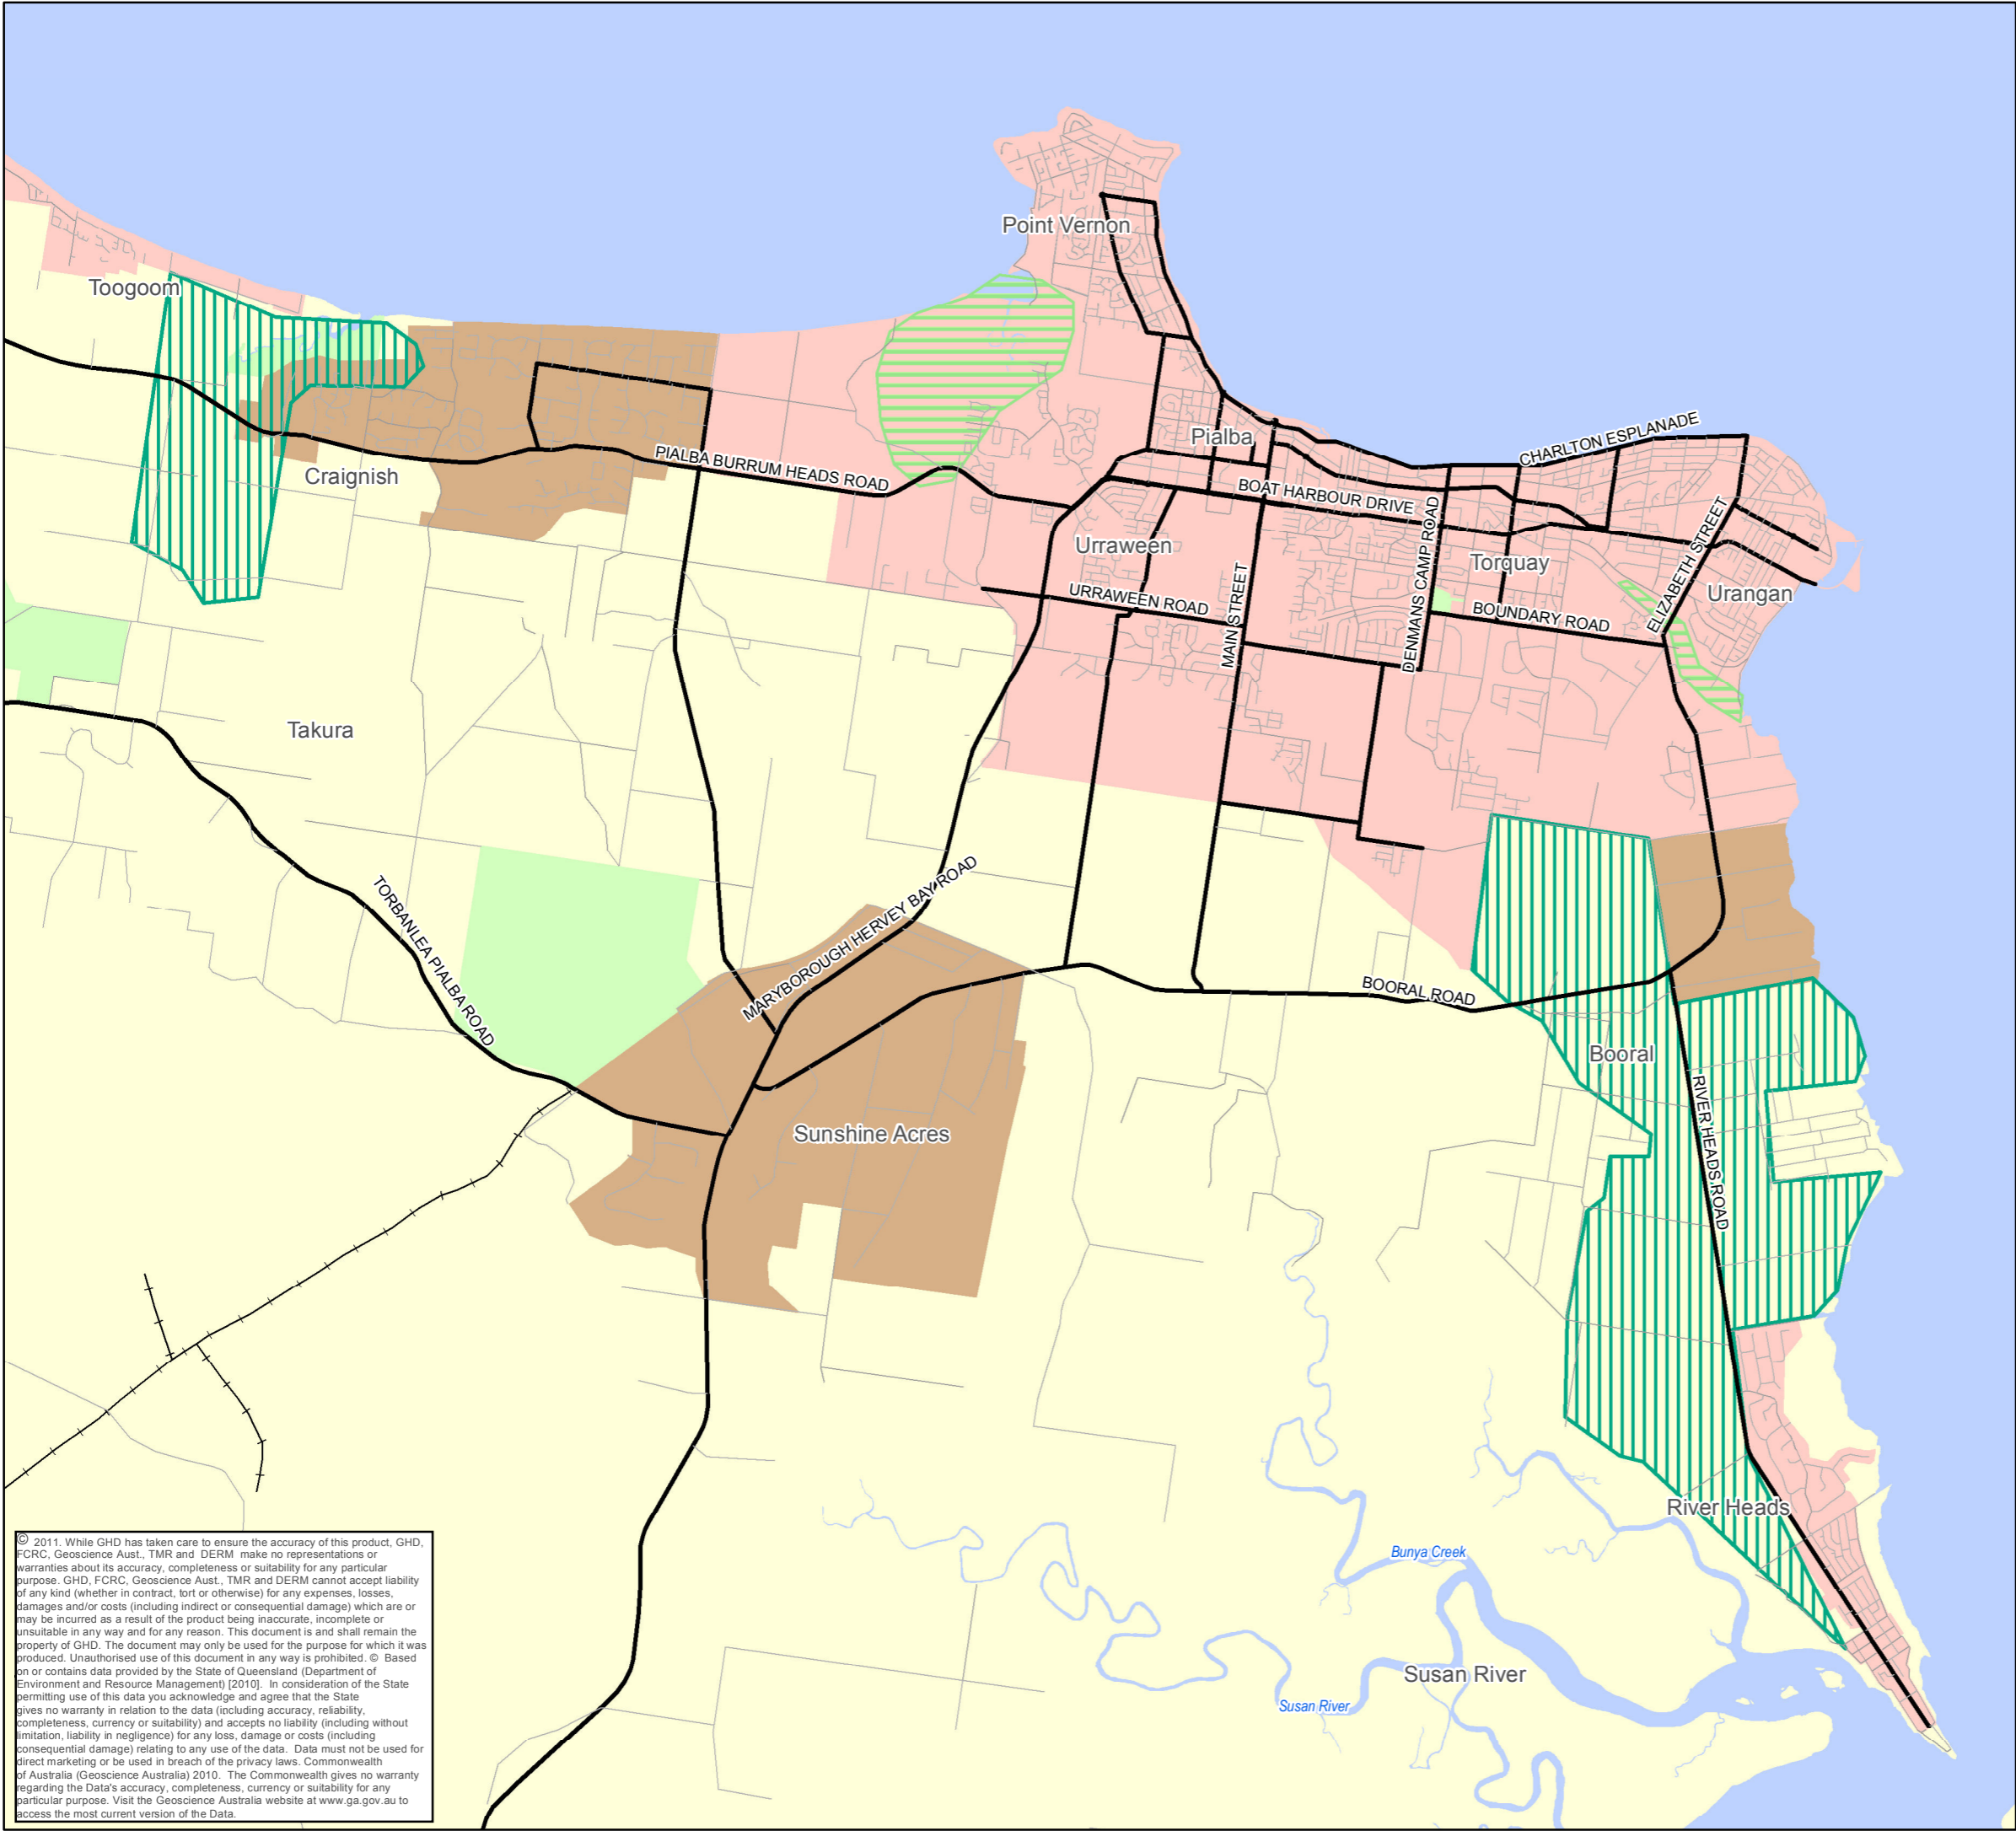 Point Vernon
Toogoom
CHARLTON ESPLANADE
Pialba
PIALBA BURRUM HEADS ROAD
Craignish
BOAT HARBOUR DRIVE
DENMANS CAMP ROAD
ELIZABETH STREET
Urraween
Torquay
Urangan
URRAWEEN ROAD
MAIN STREET
BOUNDARY ROAD
Takura
TORBANLEA PIALBA ROAD
MARYBOROUGH HERVEY BAY ROAD
BOORAL ROAD
Booral
RIVER HEADS ROAD
Sunshine Acres
River Heads
Bunya Creek
Susan River
Susan River
© 2011. While GHD has taken care to ensure the accuracy of this product, GHD,
FCRC, Geoscience Aust., TMR and DERM make no representations or
warranties about its accuracy, completeness or suitability for any particular
purpose. GHD, FCRC, Geoscience Aust., TMR and DERM cannot accept liability
of any kind (whether in contract, tort or otherwise) for any expenses, losses,
damages and/or costs (including indirect or consequential damage) which are or
may be incurred as a result of the product being inaccurate, incomplete or
unsuitable in any way and for any reason. This document is and shall remain the
property of GHD. The document may only be used for the purpose for which it was
produced. Unauthorised use of this document in any way is prohibited. © Based
on or contains data provided by the State of Queensland (Department of
Environment and Resource Management) [2010]. In consideration of the State
permitting use of this data you acknowledge and agree that the State
gives no warranty in relation to the data (including accuracy, reliability,
completeness, currency or suitability) and accepts no liability (including without
limitation, liability in negligence) for any loss, damage or costs (including
consequential damage) relating to any use of the data. Data must not be used for
direct marketing or be used in breach of the privacy laws. Commonwealth
of Australia (Geoscience Australia) 2010. The Commonwealth gives no warranty
regarding the Data's accuracy, completeness, currency or suitability for any
particular purpose. Visit the Geoscience Australia website at www.ga.gov.au to
access the most current version of the Data.